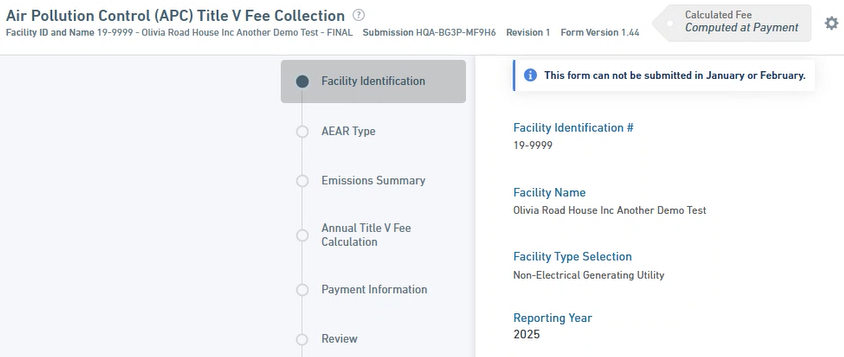 Air Pollution Control (APC) Title V Fee Collection ?
Facility ID and Name 19-9999 - Olivia Road House Inc Another Demo Test - FINAL Submission HQA-BG3P-MF9H6 Revision 1 Form Version 1.44
Calculated Fee
Computed at Payment
Facility Identification
AEAR Type
Emissions Summary
Annual Title V Fee
Calculation
Payment Information
Review
This form can not be submitted in January or February.
Facility Identification #
19-9999
Facility Name
Olivia Road House Inc Another Demo Test
Facility Type Selection
Non-Electrical Generating Utility
Reporting Year
2025